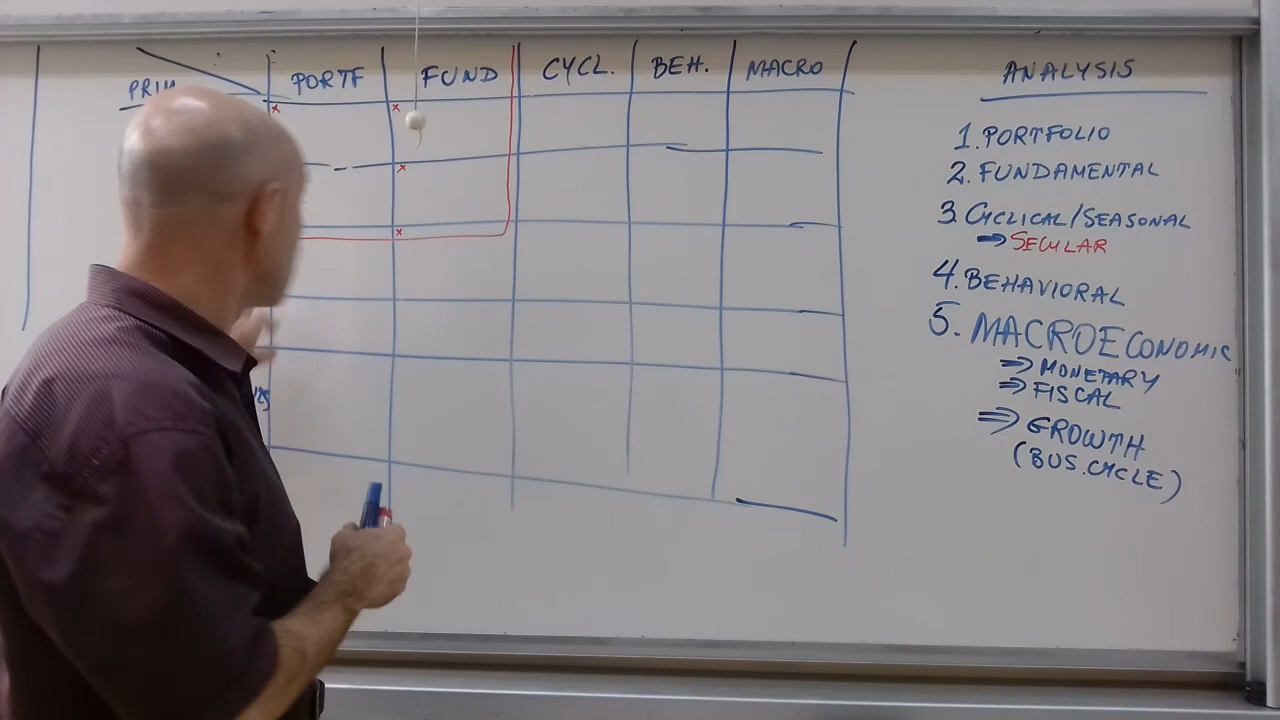 PORTF FUND CYCL. BEH. MACRO
x x
x
x
ANALYSIS
1. PORTFOLIO
2. FUNDAMENTAL
3. CYCLICAL/SEASONAL
⇒ SECULAR
4. BEHAVIORAL
5. MACROECONOMIC
⇒ MONETARY
⇒ FISCAL
⇒ GROWTH
(BUS. CYCLE)